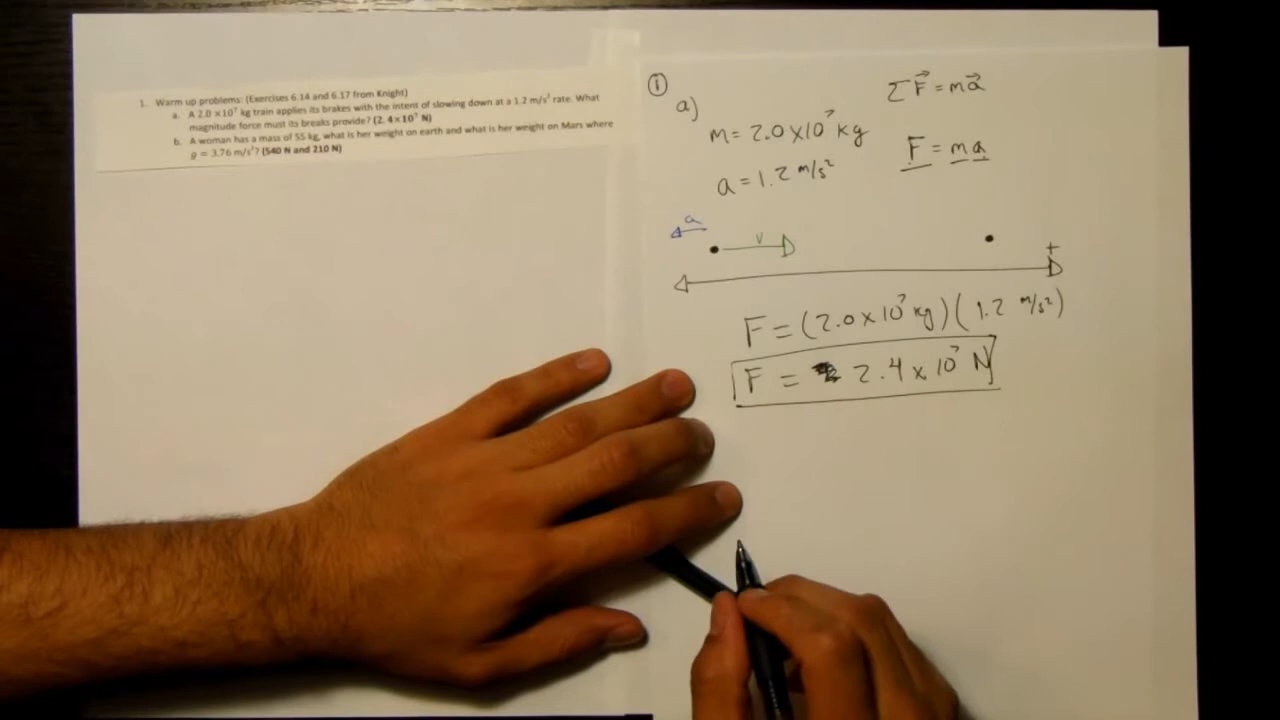 1. Warm up problems: (Exercises 6.14 and 6.17 from Knight)
a. A 2.0 ×10⁷ kg train applies its brakes with the intent of slowing down at a 1.2 m/s² rate. What
magnitude force must its breaks provide? (2.4×10⁷ N)
b. A woman has a mass of 55 kg, what is her weight on earth and what is her weight on Mars where
g = 3.76 m/s²? (540 N and 210 N)
①
a)
m = 2.0 x 10⁷ kg
a = 1.2 m/s²
ΣF⃗ = ma⃗
F = ma
a
v
+
F = (2.0 x 10⁷ kg)(1.2 m/s²)
F = 2.4 x 10⁷ N